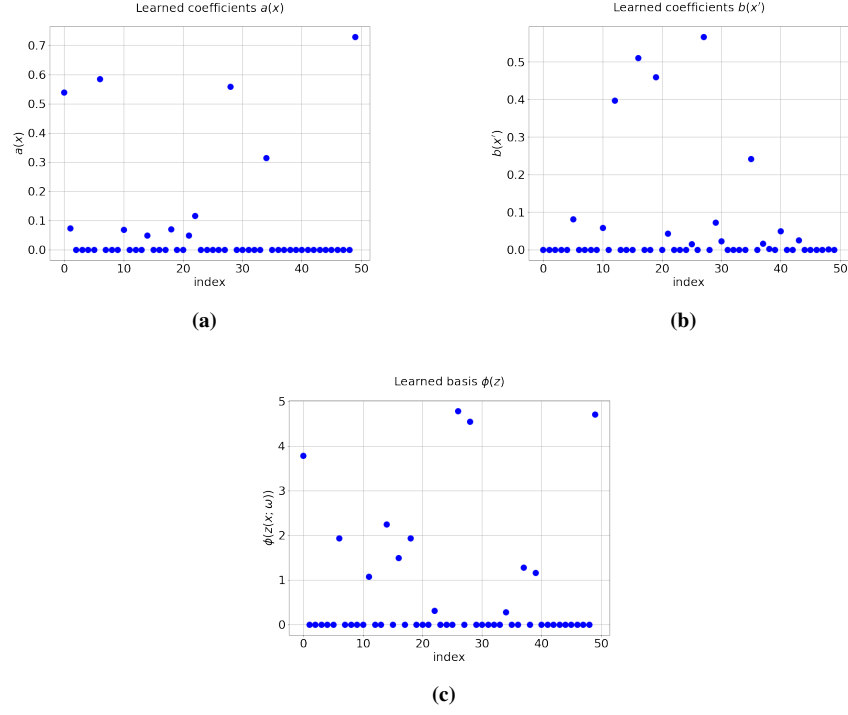 Learned coefficients a(x)
0.7
0.6
0.5
0.4
0.3
0.2
0.1
0.0
a(x)
0 10 20 30 40 50
index
(a)
Learned coefficients b(x′)
0.5
0.4
0.3
0.2
0.1
0.0
b(x′)
0 10 20 30 40 50
index
(b)
Learned basis ϕ(z)
5
4
3
2
1
0
ϕ(z(x; ω))
0 10 20 30 40 50
index
(c)